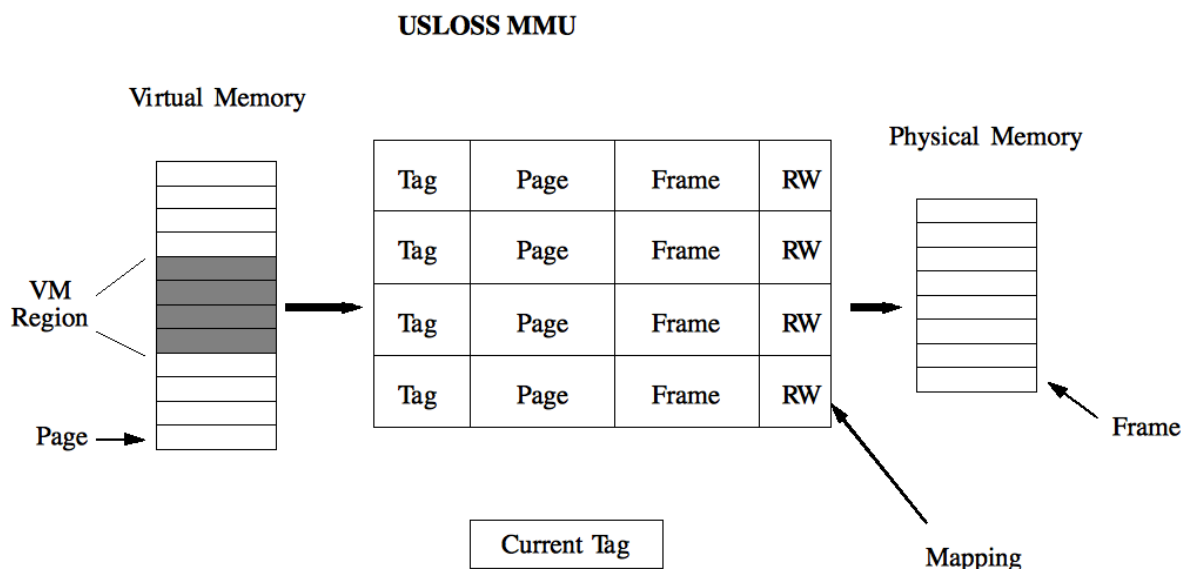 USLOSS MMU
Virtual Memory
Physical Memory
Tag Page Frame RW
Tag Page Frame RW
Tag Page Frame RW
Tag Page Frame RW
VM
Region
Page
Frame
Current Tag
Mapping